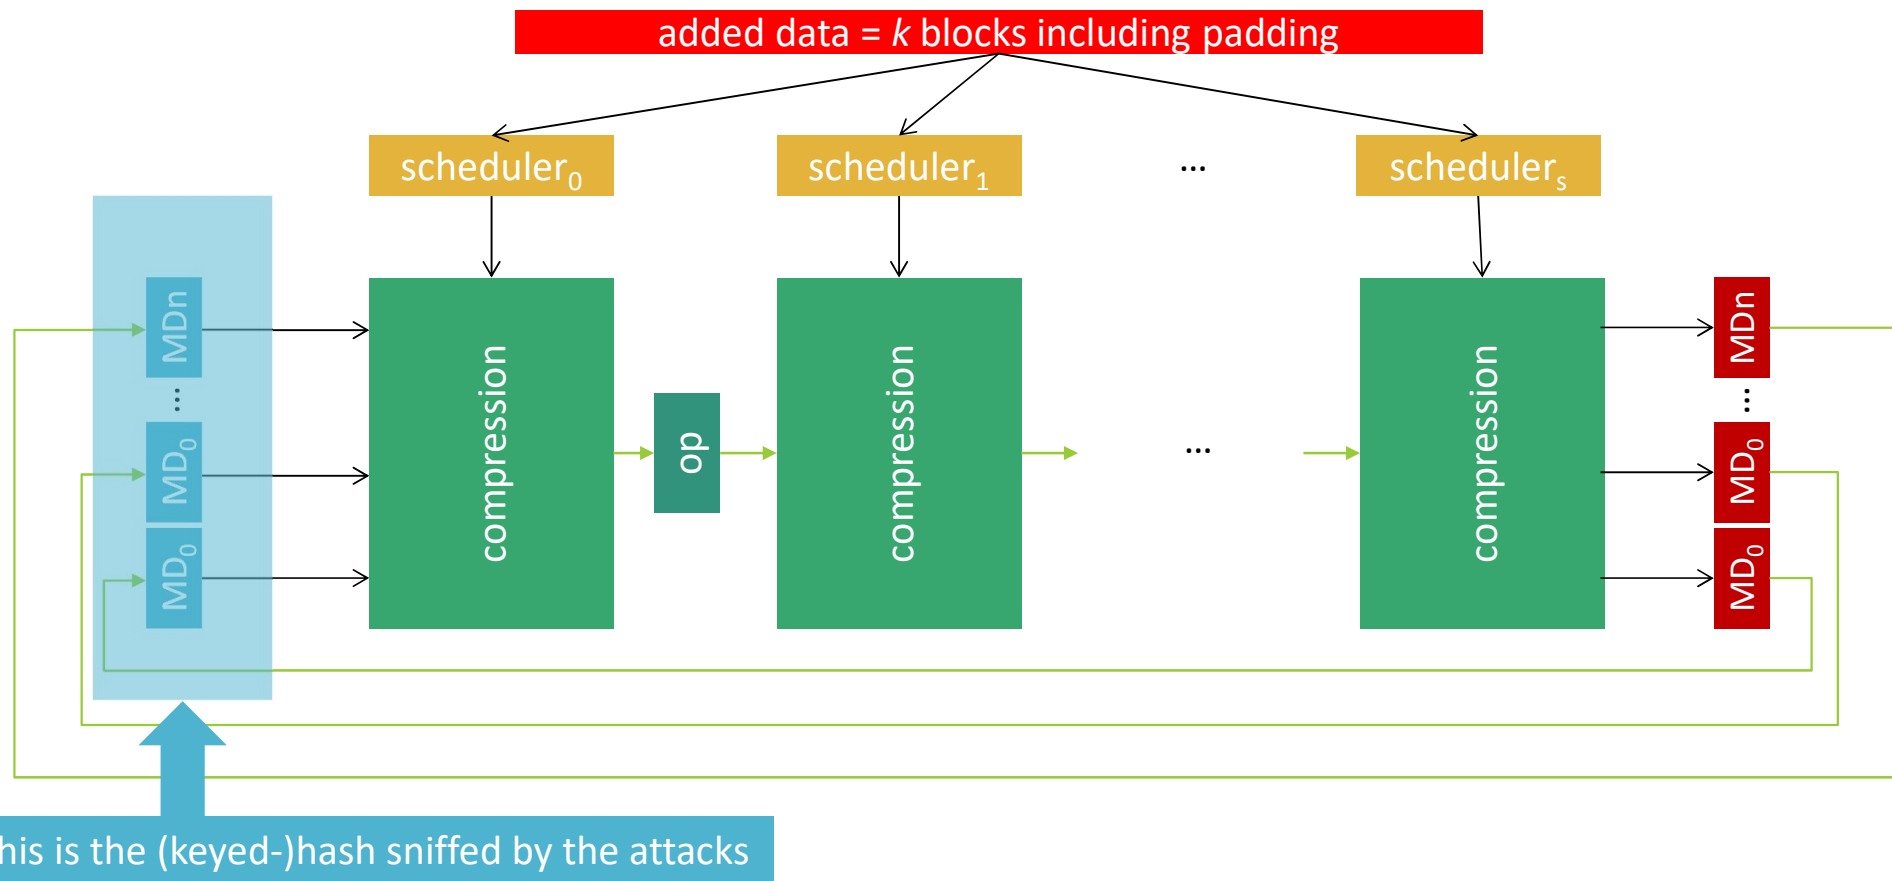 added data = k blocks including padding
scheduler0
scheduler1
...
schedulers
MDn
...
MD0
MD0
compression
op
compression
...
compression
MDn
...
MD0
MD0
his is the (keyed-)hash sniffed by the attacks